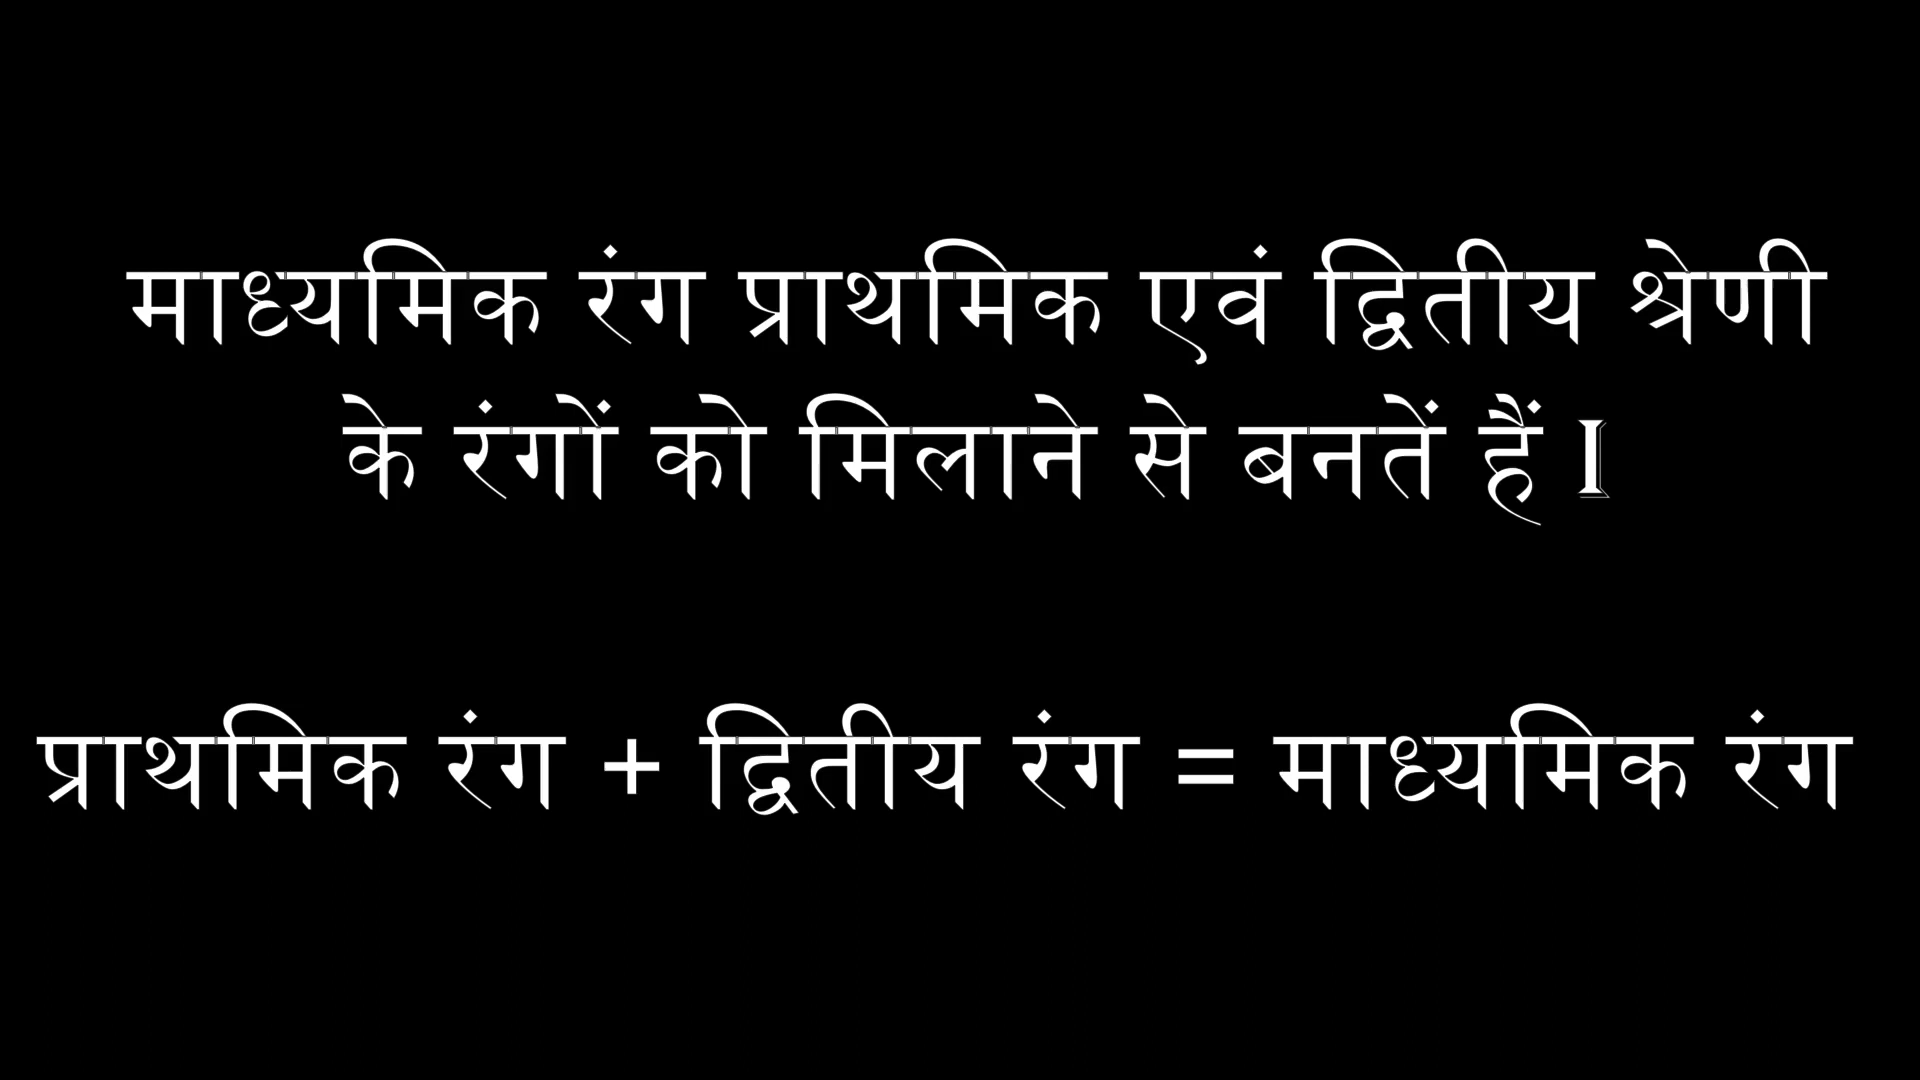 माध्यमिक रंग प्राथमिक एवं द्वितीय श्रेणी
के रंगों को मिलाने से बनतें हैं I
प्राथमिक रंग + द्वितीय रंग = माध्यमिक रंग